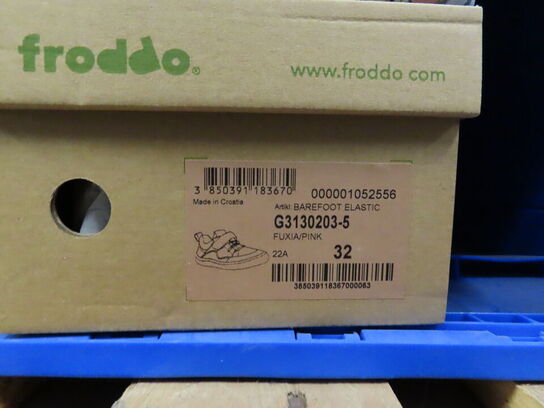 froddo®
www.froddo.com
3 850391 183670
000001052556
Made in Croatia
Artikl: BAREFOOT ELASTIC
G3130203-5
FUXIA/PINK
22A
32
3850391183670000063